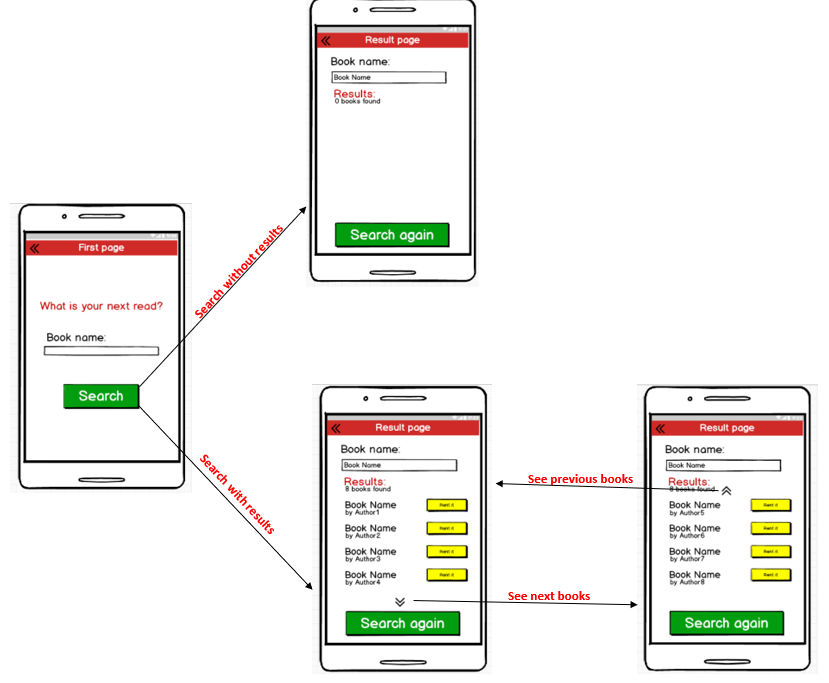 Result page
Book name:
Book Name
Results:
0 books found
Search again
First page
What is your next read?
Book name:
Search
Search without results
Search with results
Result page
Book name:
Book Name
Results:
8 books found
Book Name
by Author1
Rent it
Book Name
by Author2
Rent it
Book Name
by Author3
Rent it
Book Name
by Author4
Rent it
Search again
See previous books
See next books
Result page
Book name:
Book Name
Results:
8 books found
Book Name
by Author5
Rent it
Book Name
by Author6
Rent it
Book Name
by Author7
Rent it
Book Name
by Author8
Rent it
Search again